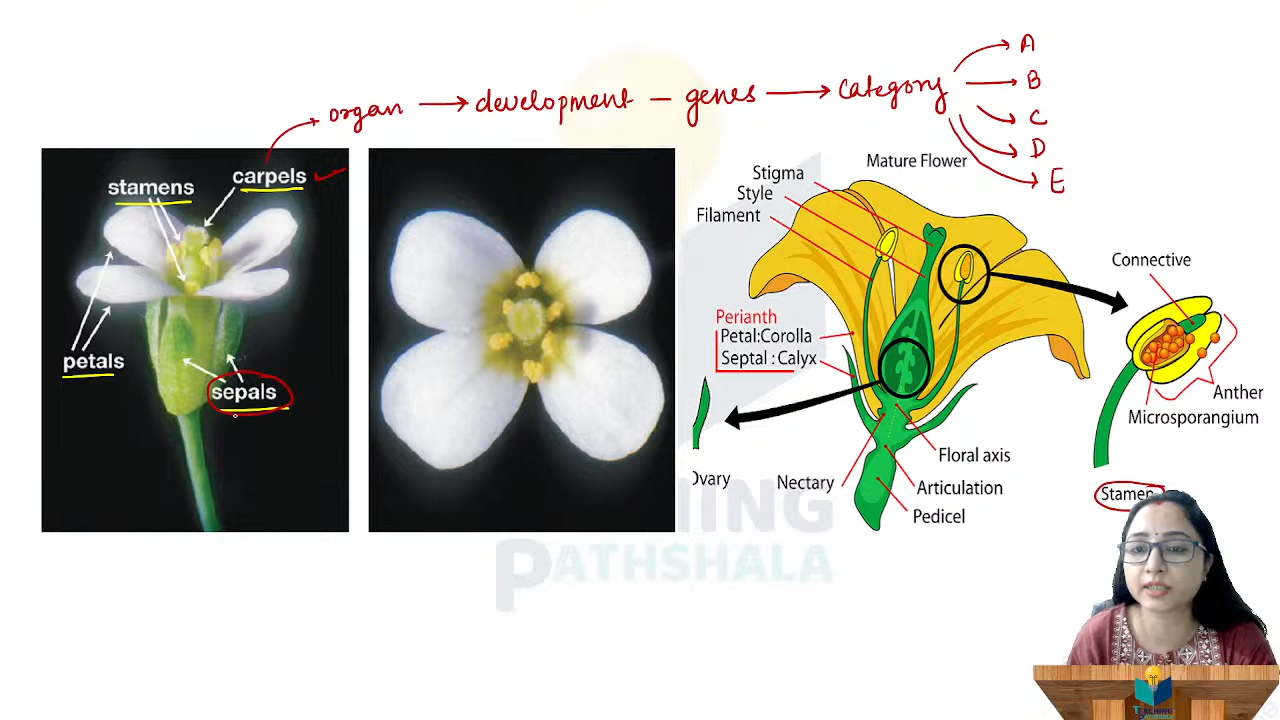 organ → development — genes → category
A
B
C
D
E
stamens
carpels
petals
sepals
Mature Flower
Stigma
Style
Filament
Perianth
Petal:Corolla
Septal : Calyx
Connective
Anther
Microsporangium
Ovary
Nectary
Floral axis
Articulation
Pedicel
Stamen
PATHSHALA